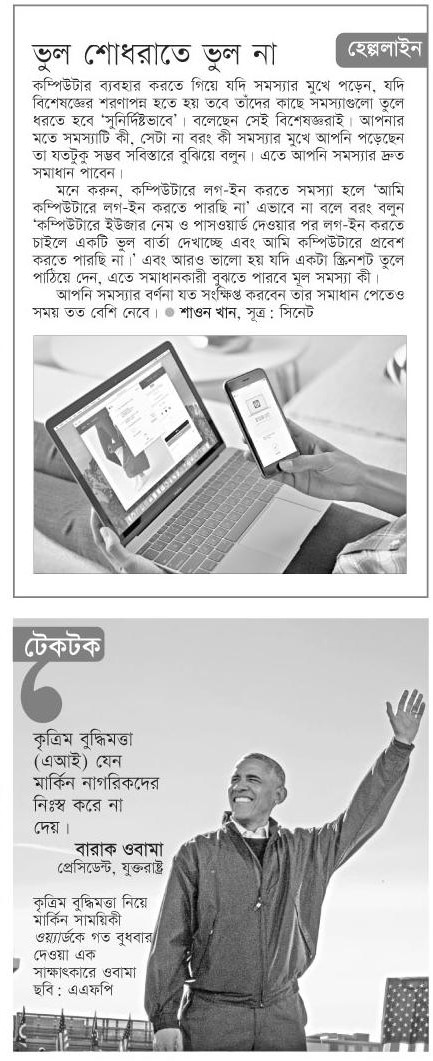 ভুল শোধরাতে ভুল না
হেল্পলাইন
কম্পিউটার ব্যবহার করতে গিয়ে যদি সমস্যার মুখে পড়েন, যদি
বিশেষজ্ঞের শরণাপন্ন হতে হয় তবে তাঁদের কাছে সমস্যাগুলো তুলে
ধরতে হবে ‘সুনির্দিষ্টভাবে’। বলেছেন সেই বিশেষজ্ঞরাই। আপনার
মতে সমস্যাটি কী, সেটা না বরং কী সমস্যার মুখে আপনি পড়েছেন
তা যতটুকু সম্ভব সবিস্তারে বুঝিয়ে বলুন। এতে আপনি সমস্যার দ্রুত
সমাধান পাবেন।
মনে করুন, কম্পিউটারে লগ-ইন করতে সমস্যা হলে ‘আমি
কম্পিউটারে লগ-ইন করতে পারছি না’ এভাবে না বলে বরং বলুন
‘কম্পিউটারে ইউজার নেম ও পাসওয়ার্ড দেওয়ার পর লগ-ইন করতে
চাইলে একটি ভুল বার্তা দেখাচ্ছে এবং আমি কম্পিউটারে প্রবেশ
করতে পারছি না।’ এবং আরও ভালো হয় যদি একটা স্ক্রিনশট তুলে
পাঠিয়ে দেন, এতে সমাধানকারী বুঝতে পারবে মূল সমস্যা কী।
আপনি সমস্যার বর্ণনা যত সংক্ষিপ্ত করবেন তার সমাধান পেতেও
সময় তত বেশি নেবে। ● শাওন খান, সূত্র : সিনেট
টেকটক
কৃত্রিম বুদ্ধিমত্তা
(এআই) যেন
মার্কিন নাগরিকদের
নিঃস্ব করে না
দেয়।
বারাক ওবামা
প্রেসিডেন্ট, যুক্তরাষ্ট্র
কৃত্রিম বুদ্ধিমত্তা নিয়ে
মার্কিন সাময়িকী
ওয়্যার্ডকে গত বুধবার
দেওয়া এক
সাক্ষাৎকারে ওবামা
ছবি : এএফপি